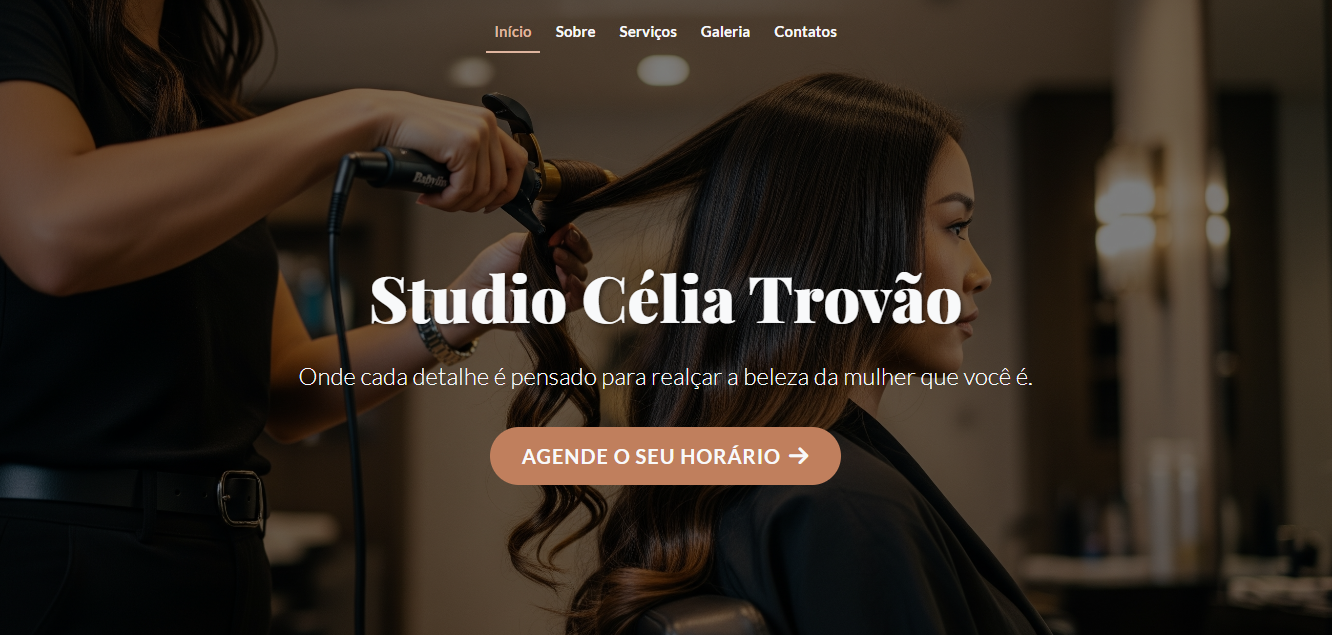 Início Sobre Serviços Galeria Contatos
BaByliss
Studio Célia Trovão
Onde cada detalhe é pensado para realçar a beleza da mulher que você é.
AGENDE O SEU HORÁRIO →